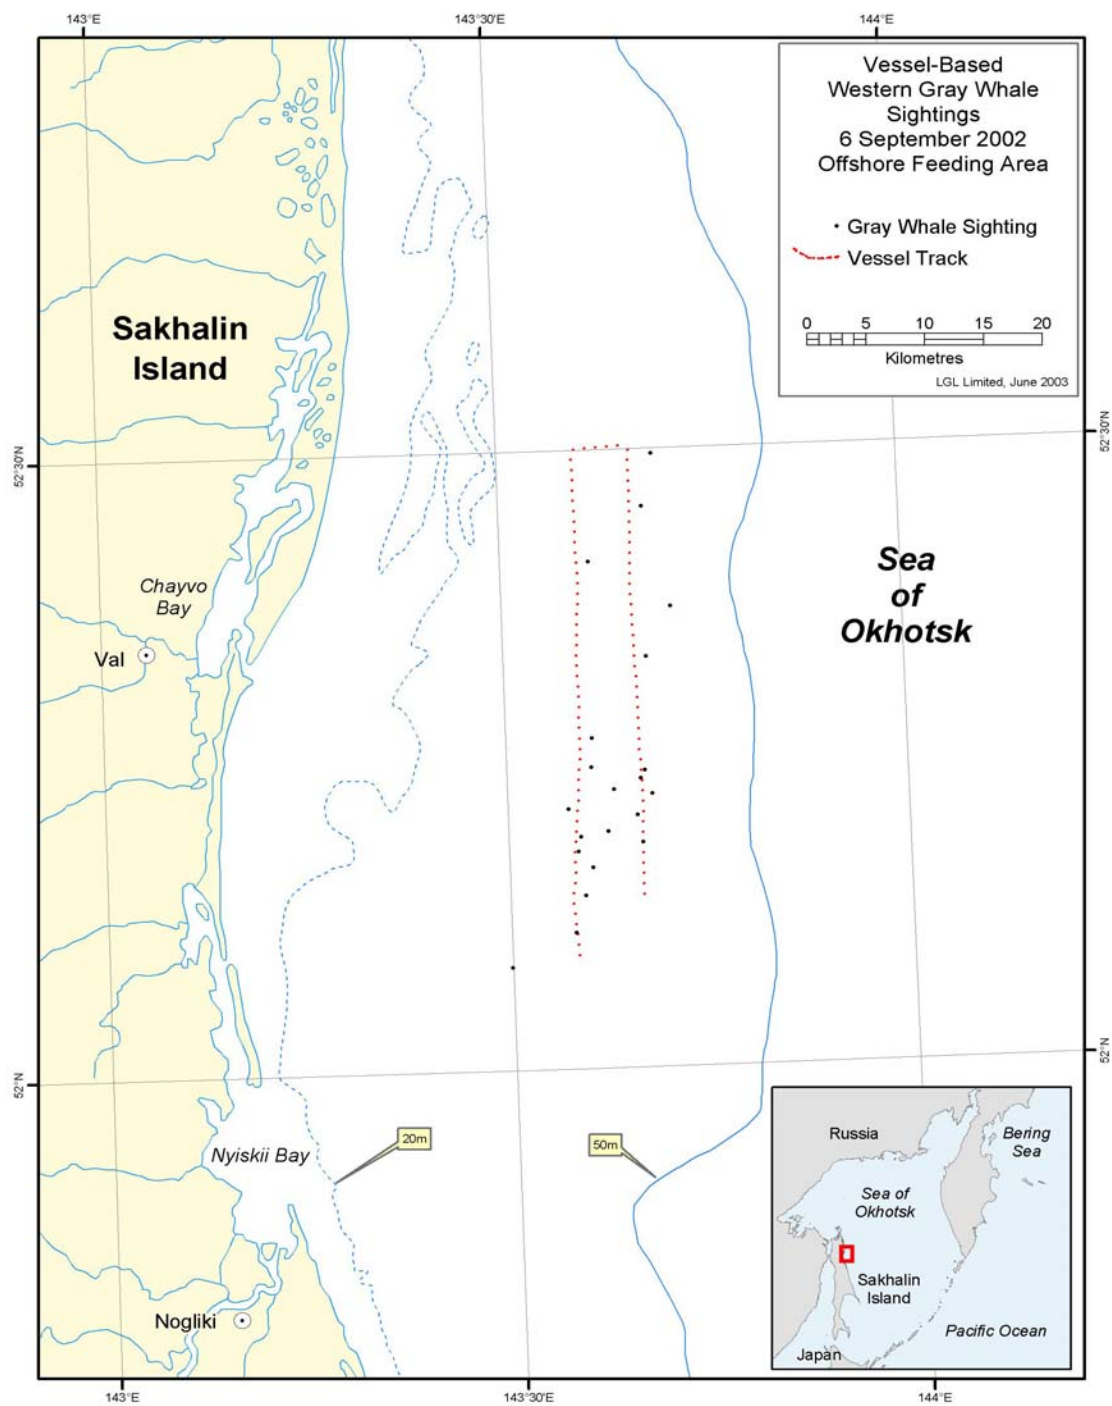 143°E
143°30'E
144°E
Vessel-Based
Western Gray Whale
Sightings
6 September 2002
Offshore Feeding Area
Gray Whale Sighting
Vessel Track
0 5 10 15 20
Kilometres
LGL Limited, June 2003
Sakhalin
Island
52°30'N
52°30'N
Sea
of
Okhotsk
Chayvo
Bay
Val
52°N
52°N
20m
50m
Nyiskii Bay
Nogliki
Russia
Bering
Sea
Sea of
Okhotsk
Sakhalin
Island
Pacific Ocean
Japan
143°E
143°30'E
144°E